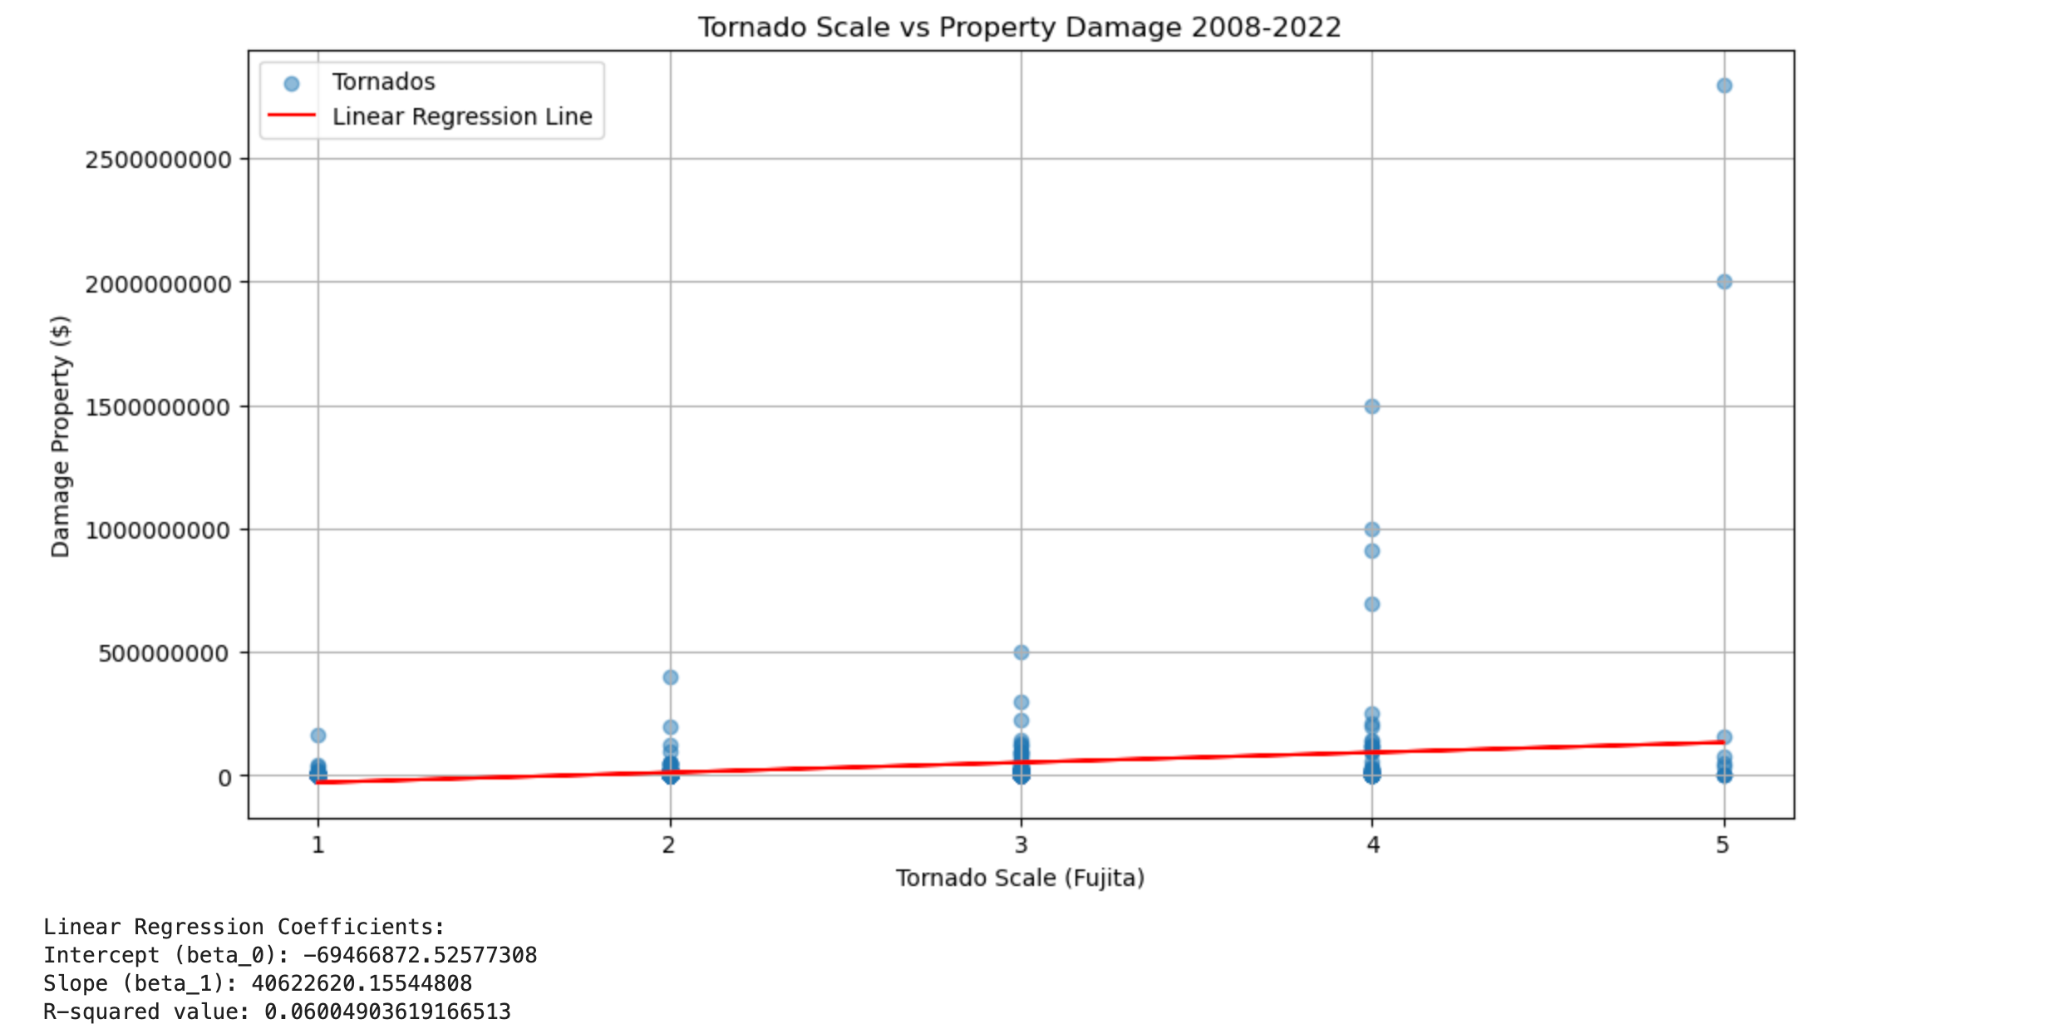 Tornado Scale vs Property Damage 2008-2022
Tornados
Linear Regression Line
2500000000
2000000000
1500000000
1000000000
500000000
0
Damage Property ($)
1 2 3 4 5
Tornado Scale (Fujita)
Linear Regression Coefficients:
Intercept (beta_0): -69466872.52577308
Slope (beta_1): 40622620.15544808
R-squared value: 0.06004903619166513